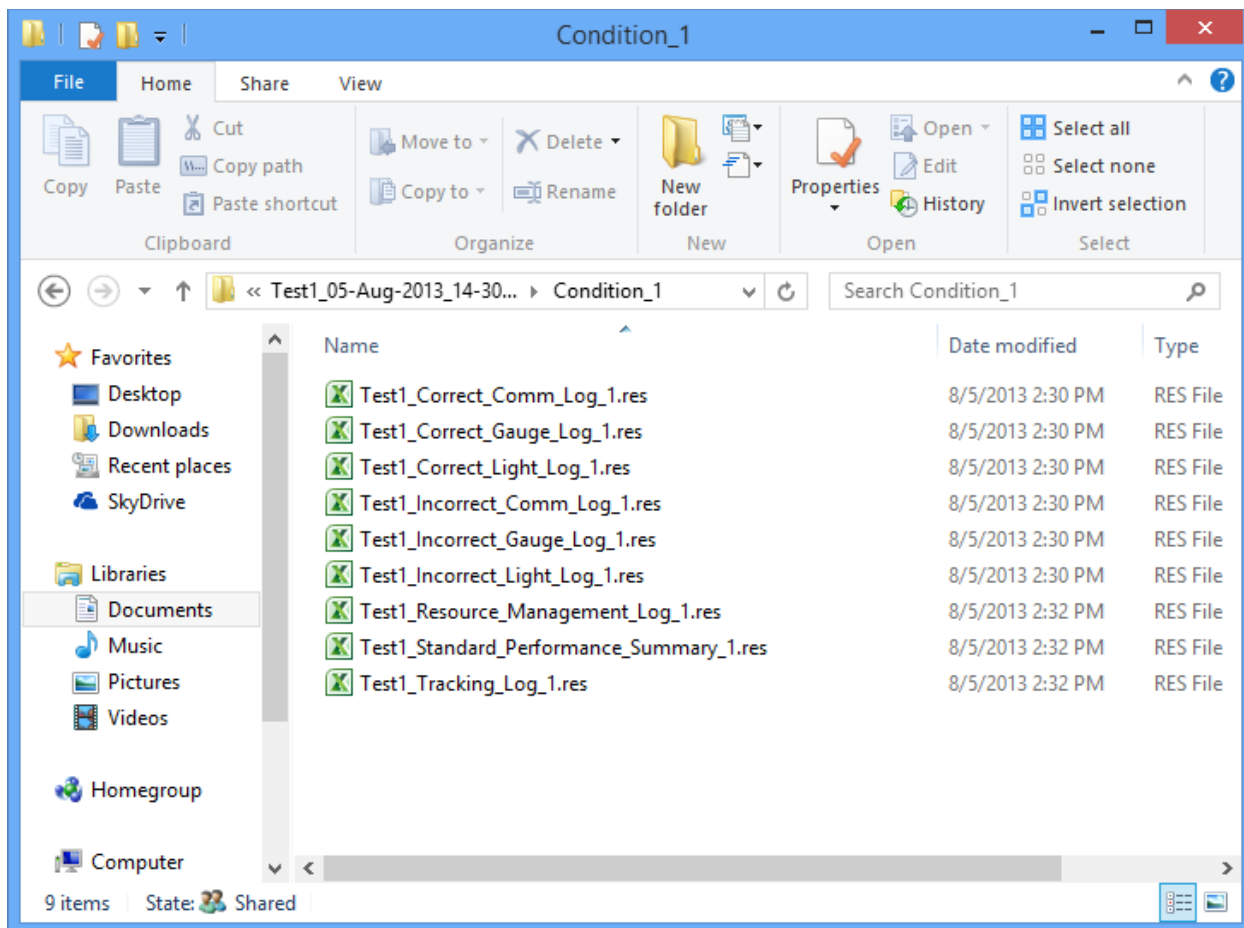 Condition_1
File Home Share View
Copy
Paste
Cut
Copy path
Paste shortcut
Clipboard
Move to
Copy to
Delete
Rename
Organize
New folder
New
Properties
Open
Edit
History
Open
Select all
Select none
Invert selection
Select
« Test1_05-Aug-2013_14-30... Condition_1
Search Condition_1
Favorites
Desktop
Downloads
Recent places
SkyDrive
Libraries
Documents
Music
Pictures
Videos
Homegroup
Computer
Name Date modified Type
Test1_Correct_Comm_Log_1.res 8/5/2013 2:30 PM RES File
Test1_Correct_Gauge_Log_1.res 8/5/2013 2:30 PM RES File
Test1_Correct_Light_Log_1.res 8/5/2013 2:30 PM RES File
Test1_Incorrect_Comm_Log_1.res 8/5/2013 2:30 PM RES File
Test1_Incorrect_Gauge_Log_1.res 8/5/2013 2:30 PM RES File
Test1_Incorrect_Light_Log_1.res 8/5/2013 2:30 PM RES File
Test1_Resource_Management_Log_1.res 8/5/2013 2:32 PM RES File
Test1_Standard_Performance_Summary_1.res 8/5/2013 2:32 PM RES File
Test1_Tracking_Log_1.res 8/5/2013 2:32 PM RES File
9 items State: Shared